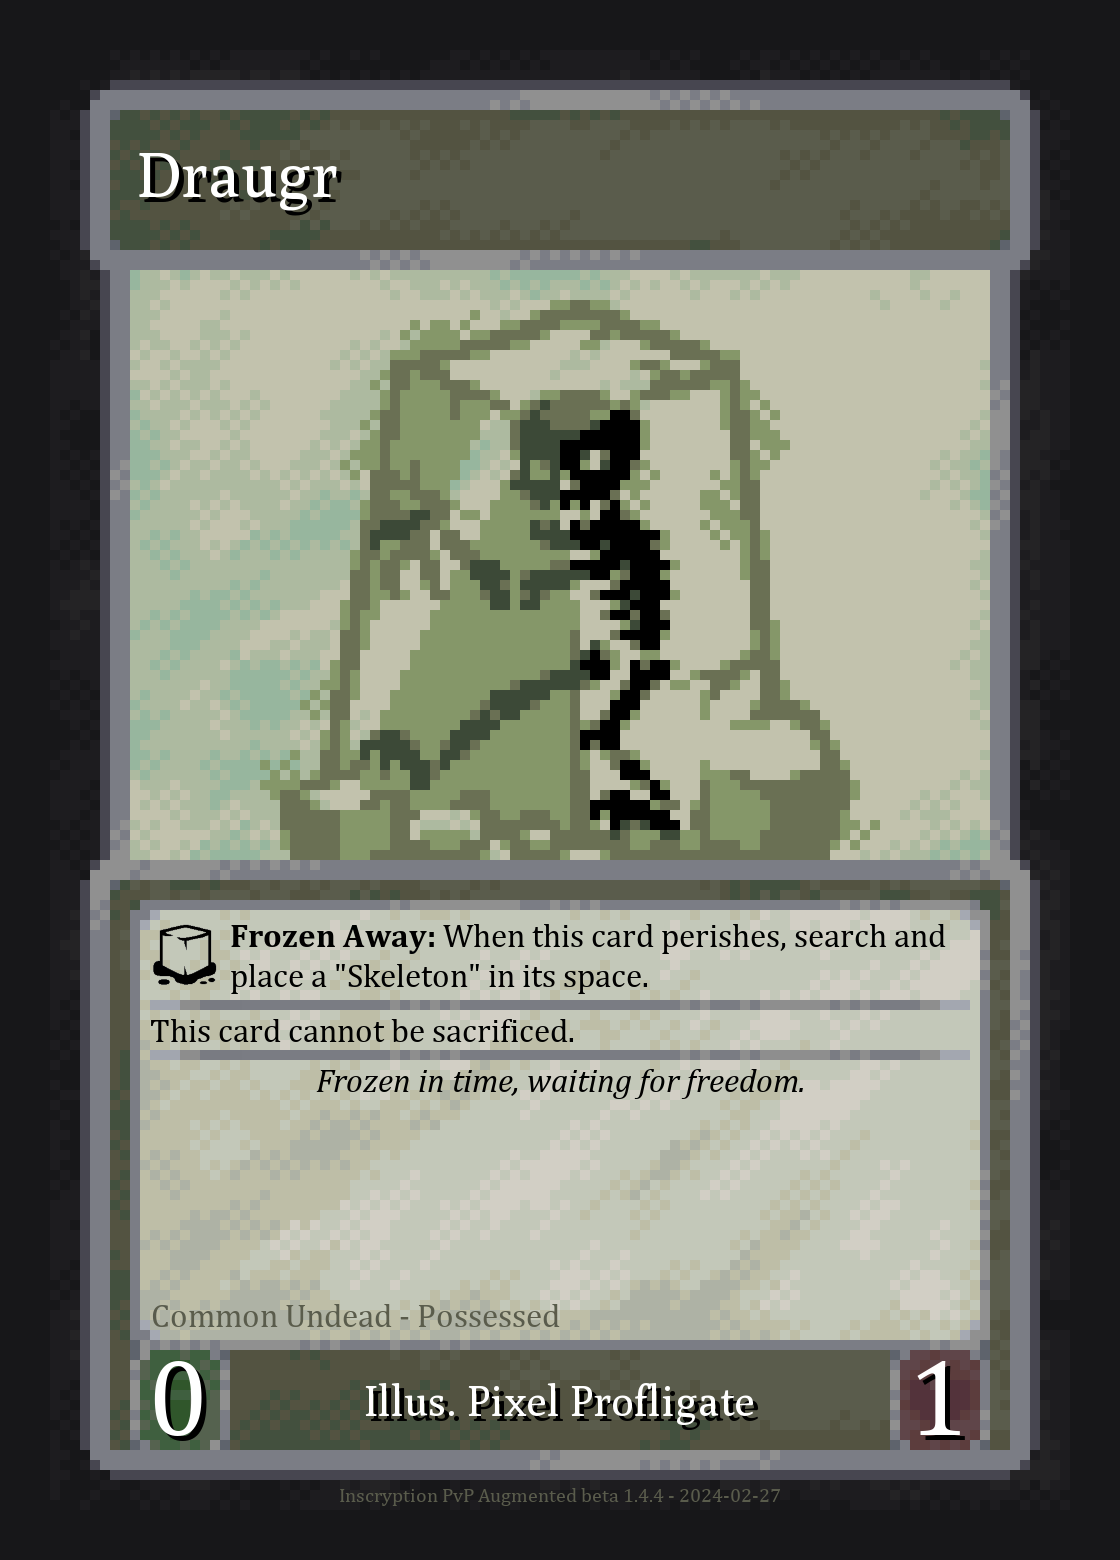 Draugr
Frozen Away: When this card perishes, search and
place a "Skeleton" in its space.
This card cannot be sacrificed.
Frozen in time, waiting for freedom.
Common Undead - Possessed
0
Illus. Pixel Profligate
1
Inscryption PvP Augmented beta 1.4.4 - 2024-02-27